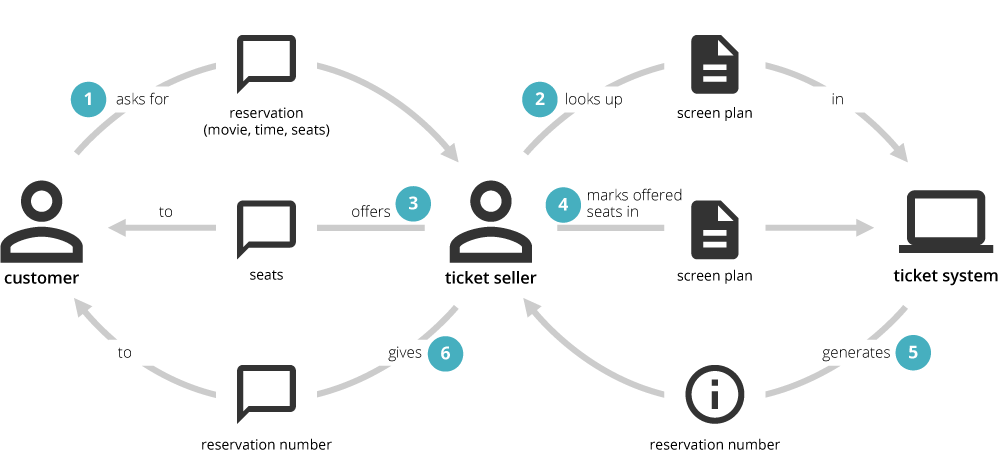 1 asks for
reservation
(movie, time, seats)
2 looks up
screen plan
in
to
seats
offers 3
4 marks offered
seats in
screen plan
customer
ticket seller
ticket system
to
reservation number
gives 6
reservation number
generates 5